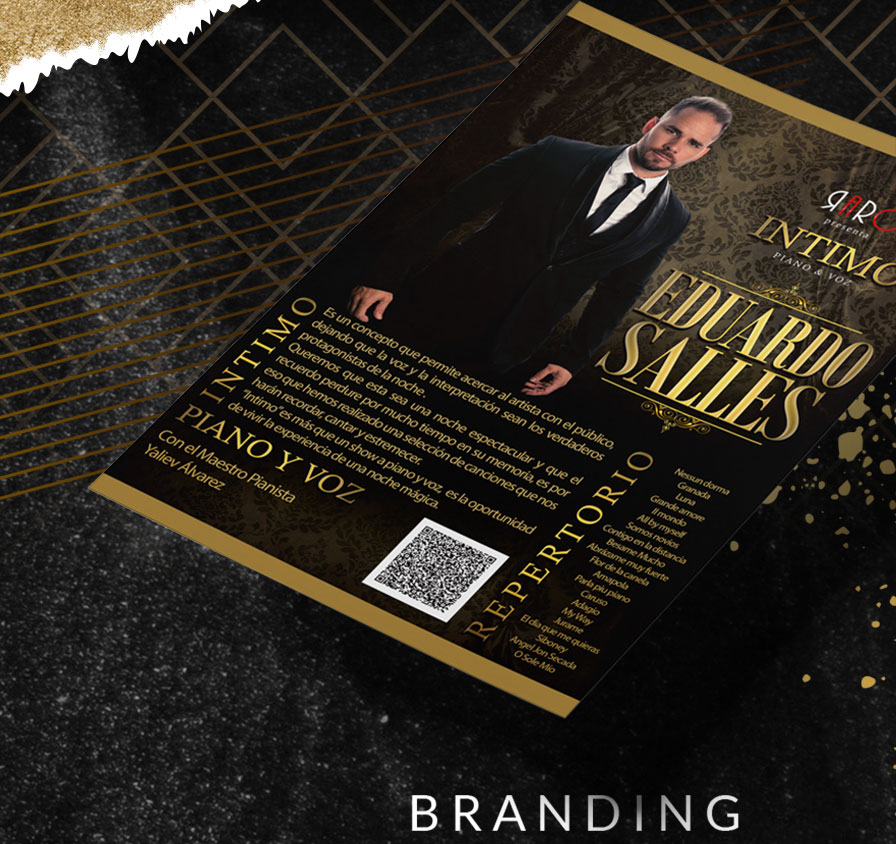 presenta
INTIMO
PIANO & VOZ
EDUARDO
SALLES
INTIMO
Es un concepto que permite acercar al artista con el público,
dejando que la voz y la interpretación sean los verdaderos
protagonistas de la noche.
Queremos que esta sea una noche espectacular y que el
recuerdo perdure por mucho tiempo en su memoria, es por
eso que hemos realizado una selección de canciones que nos
harán recordar, cantar y estremecer.
"Intimo" es más que un show a piano y voz, es la oportunidad
de vivir la experiencia de una noche mágica.
PIANO Y VOZ
Con el Maestro Pianista
Yaliev Álvarez
REPERTORIO
Nessun dorma
Granada
Luna
Grande amore
Il mondo
All by myself
Somos novios
Contigo en la distancia
Besame Mucho
Abrázame muy fuerte
Flor de la canela
Amapola
Parla piu piano
Caruso
Adagio
My Way
Jurame
El dia que me quieras
Siboney
Angel Jon Secada
O Sole Mio
BRANDING